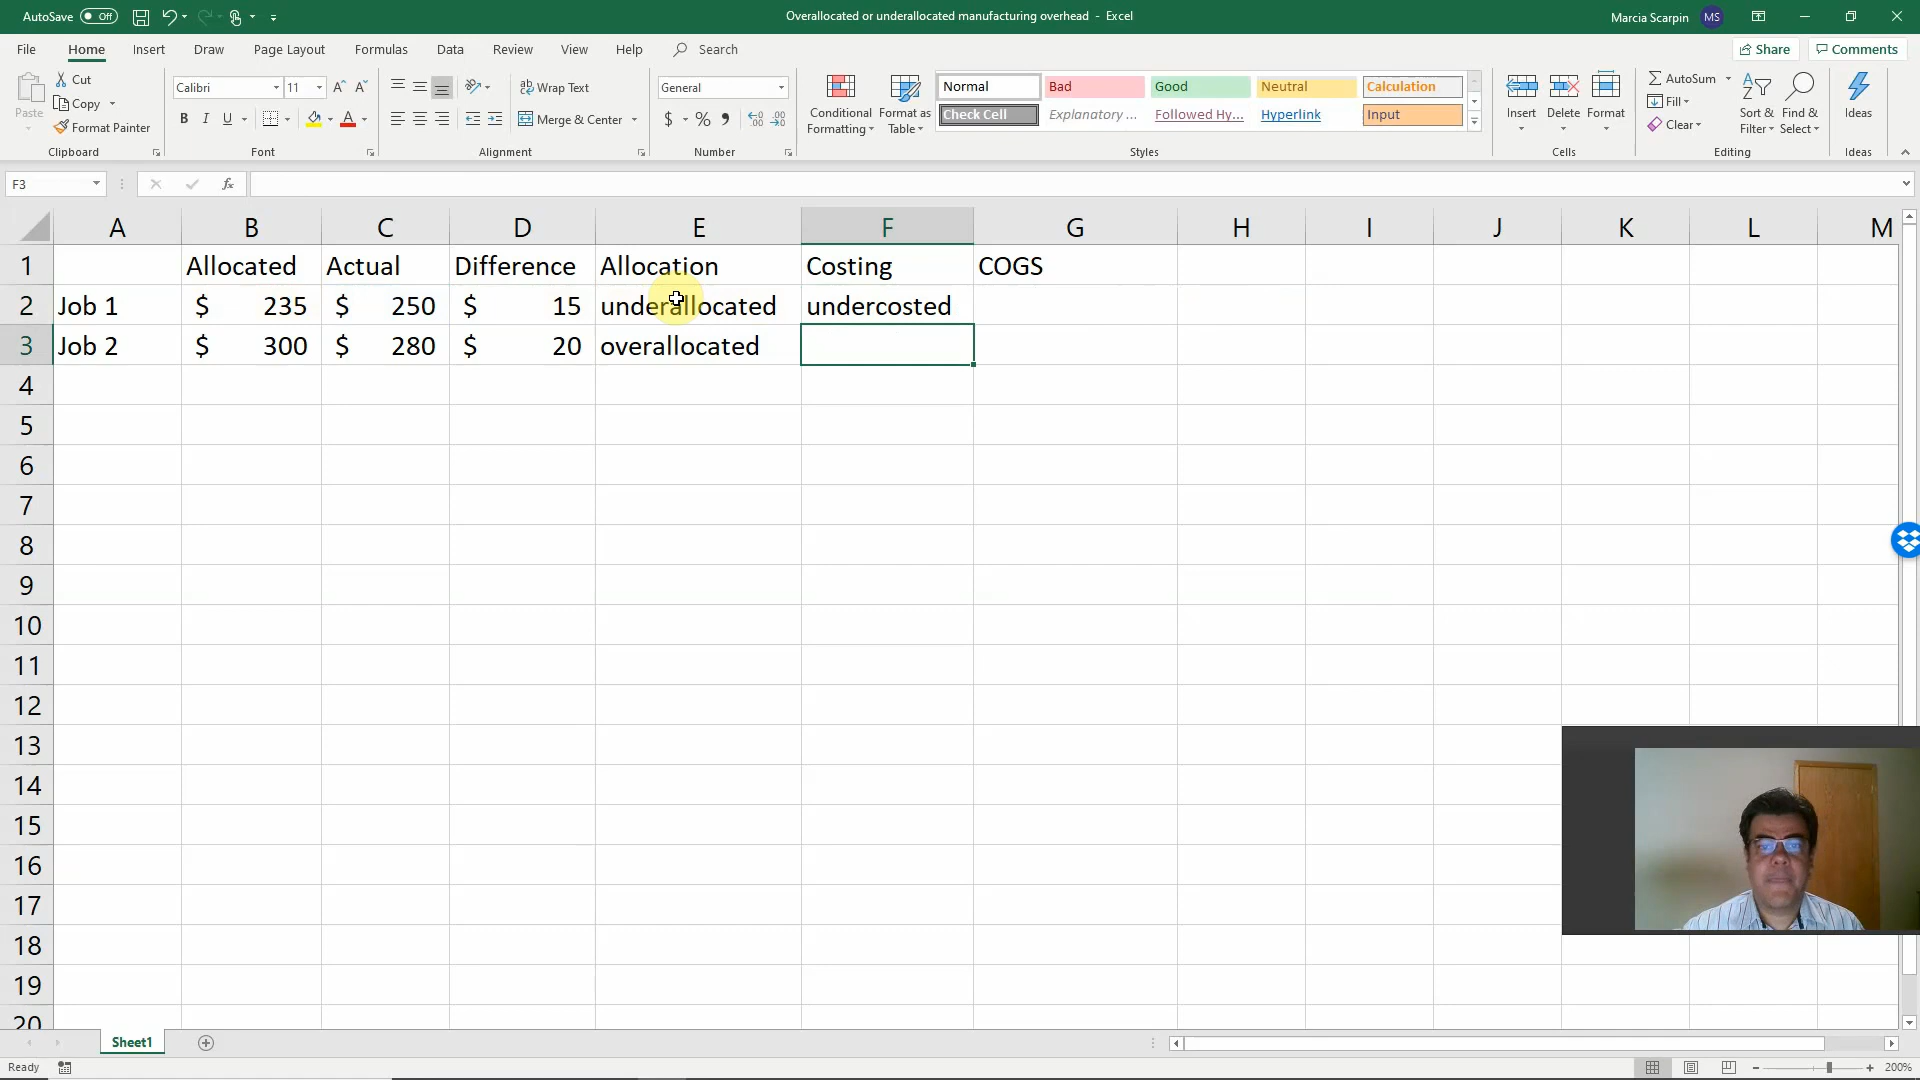 AutoSave Off
Overallocated or underallocated manufacturing overhead - Excel
Marcia Scarpin MS
File Home Insert Draw Page Layout Formulas Data Review View Help Search
Share Comments
Paste
Cut
Copy
Format Painter
Clipboard
Calibri 11
B I U
Font
Wrap Text
Merge & Center
Alignment
General
$ % ,
Number
Conditional Formatting
Format as Table
Normal Bad Good Neutral Calculation
Check Cell Explanatory ... Followed Hy... Hyperlink Input
Styles
Insert Delete Format
Cells
AutoSum
Fill
Clear
Sort & Filter
Find & Select
Editing
Ideas
Ideas
F3 fx
A B C D E F G H I J K L M
1 Allocated Actual Difference Allocation Costing COGS
2 Job 1 $ 235 $ 250 $ 15 underallocated undercosted
3 Job 2 $ 300 $ 280 $ 20 overallocated
4
5
6
7
8
9
10
11
12
13
14
15
16
17
18
19
20
Sheet1
Ready 200%